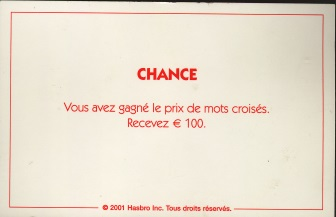 CHANCE
Vous avez gagné le prix de mots croisés.
Recevez € 100.
© 2001 Hasbro Inc. Tous droits réservés.